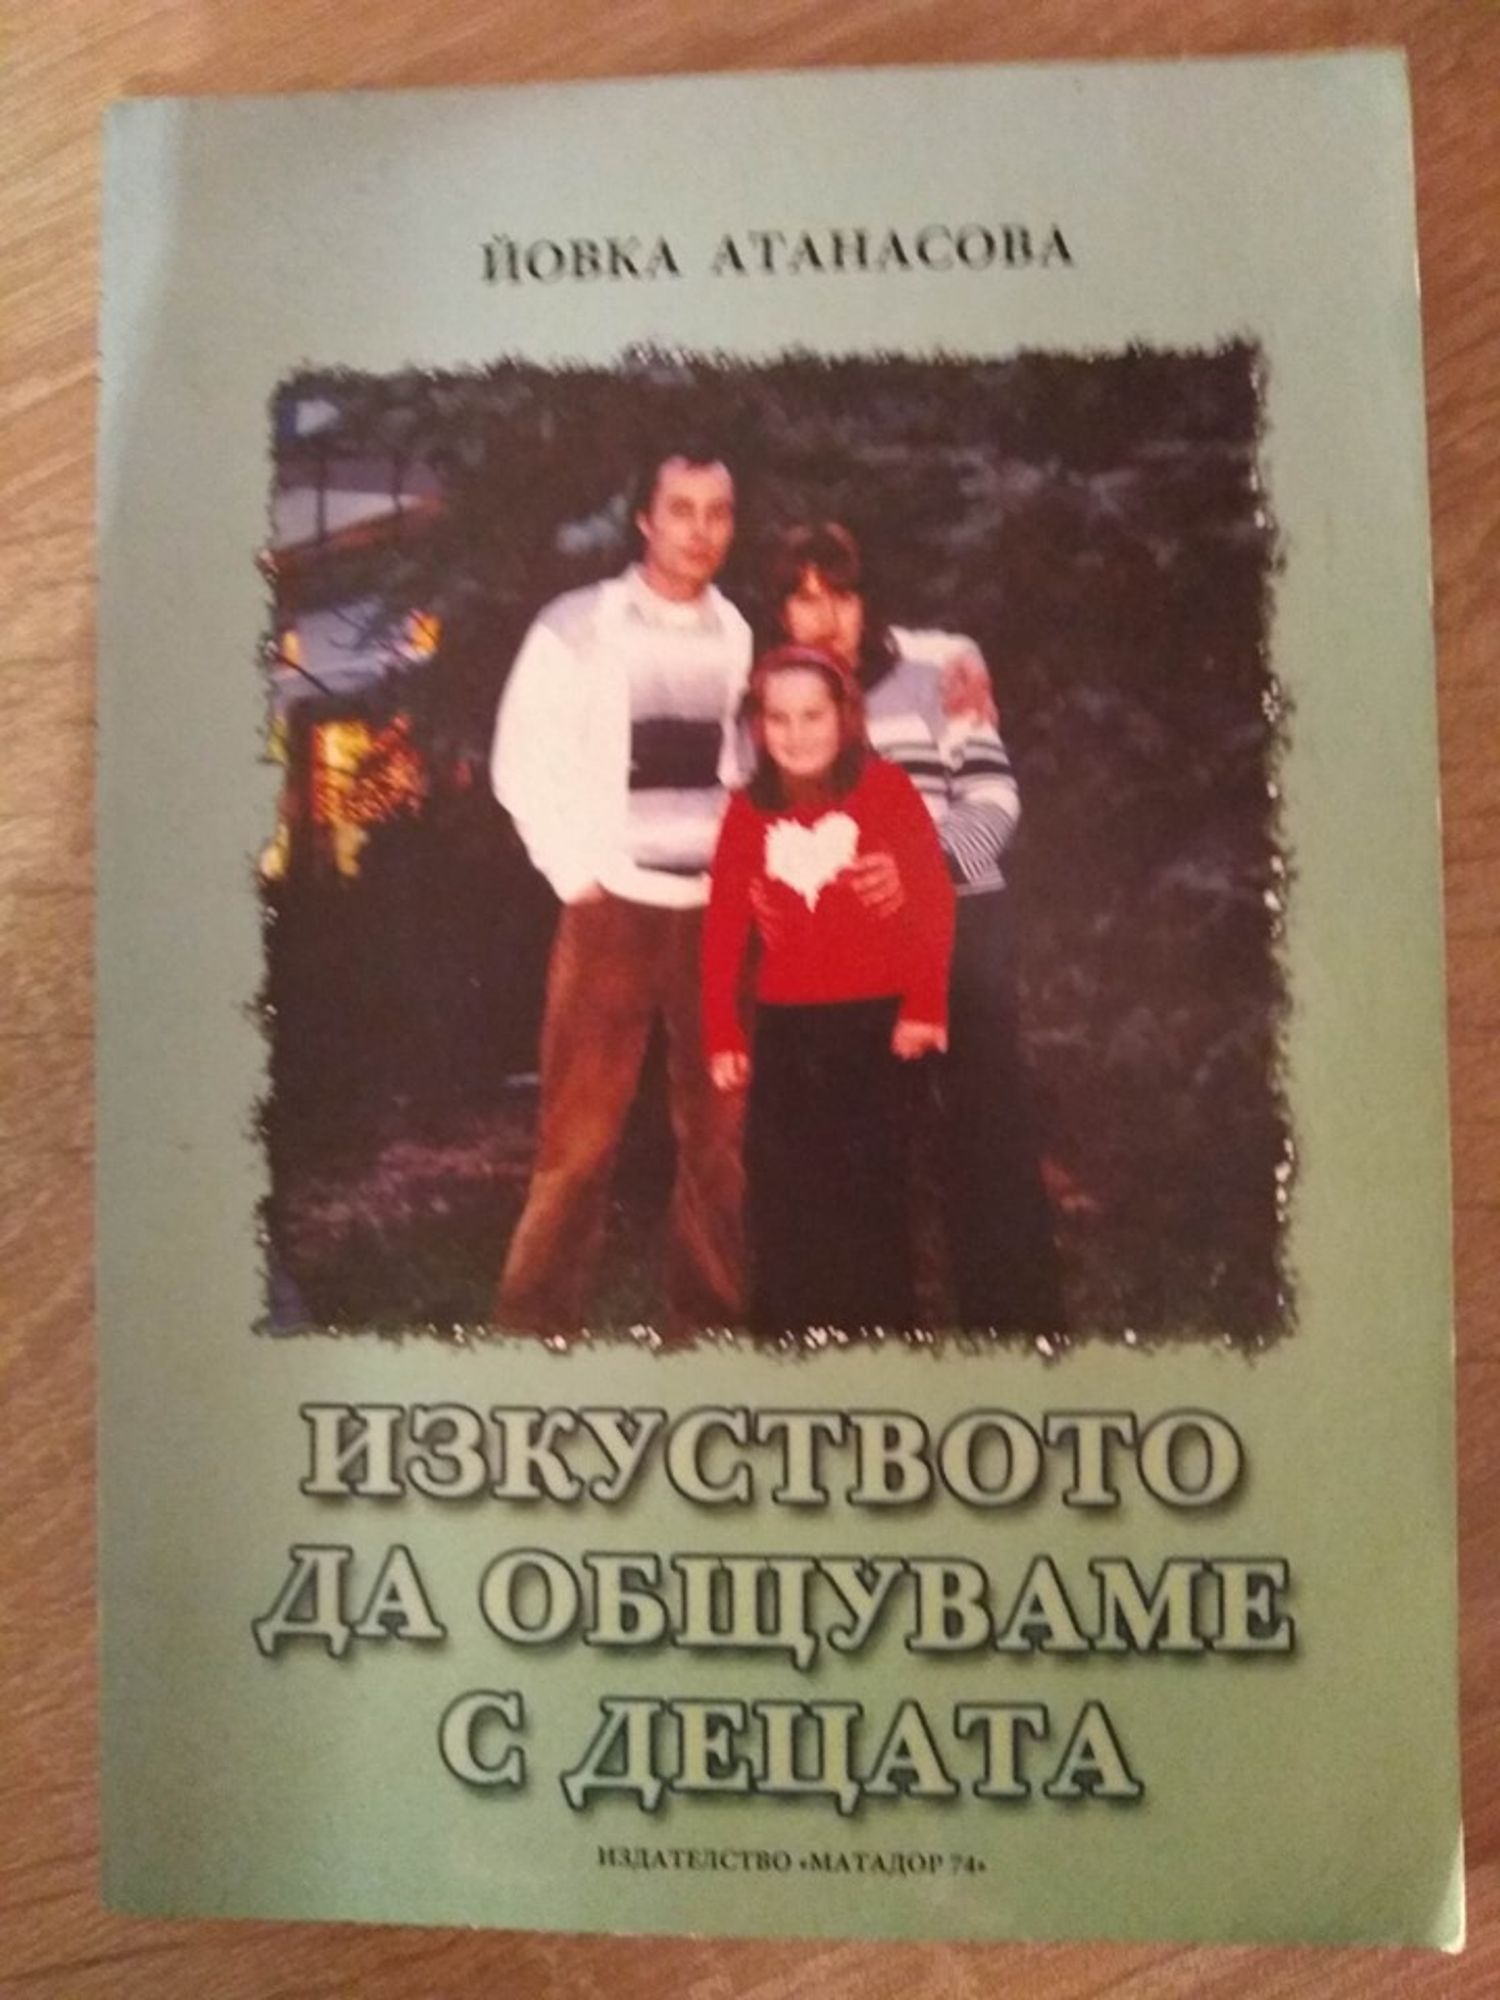 ЙОВКА АТАНАСОВА
ИЗКУСТВОТО
ДА ОБЩУВАМЕ
С ДЕЦАТА
ИЗДАТЕЛСТВО «МАТАДОР 74»